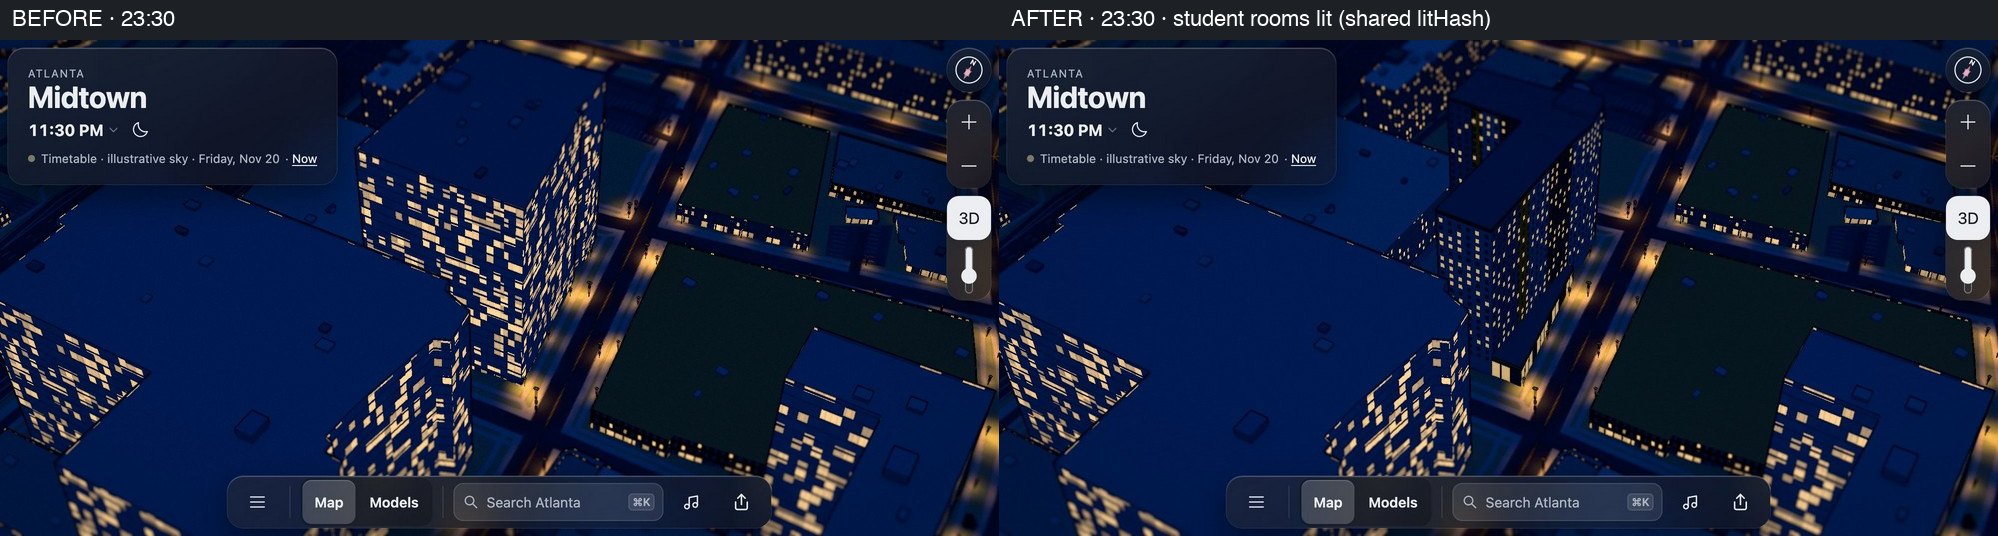 BEFORE · 23:30
ATLANTA
Midtown
11:30 PM
Timetable · illustrative sky · Friday, Nov 20 · Now
N
3D
Map Models Search Atlanta ⌘K
AFTER · 23:30 · student rooms lit (shared litHash)
ATLANTA
Midtown
11:30 PM
Timetable · illustrative sky · Friday, Nov 20 · Now
N
3D
Map Models Search Atlanta ⌘K